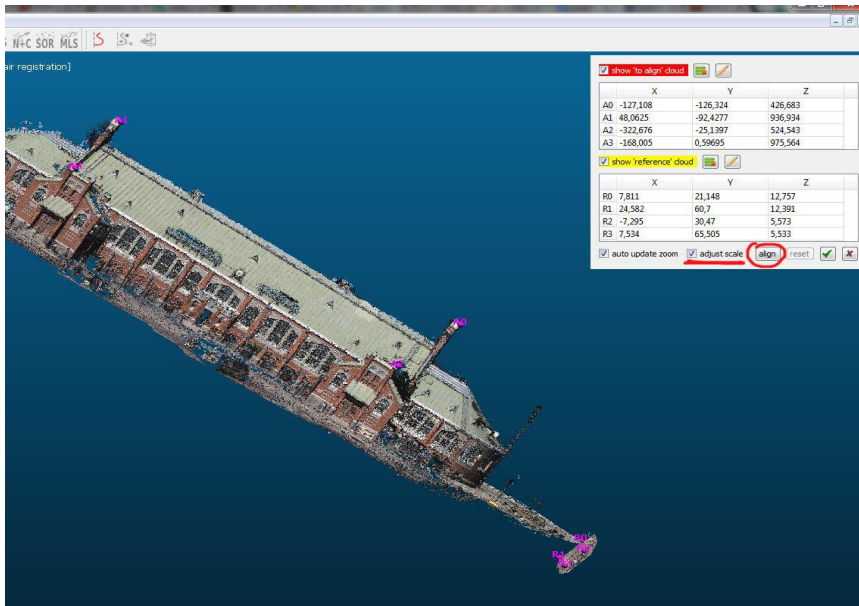 N+C SOR MLS S S.
air registration]
show 'to align' cloud
X Y Z
A0 -127,108 -126,324 426,683
A1 48,0625 -92,4277 936,934
A2 -322,676 -25,1397 524,543
A3 -168,005 0,59695 975,564
show 'reference' cloud
X Y Z
R0 7,811 21,148 12,757
R1 24,582 60,7 12,391
R2 -7,295 30,47 5,573
R3 7,534 65,505 5,533
auto update zoom adjust scale align reset
A1
A0
R0
R1